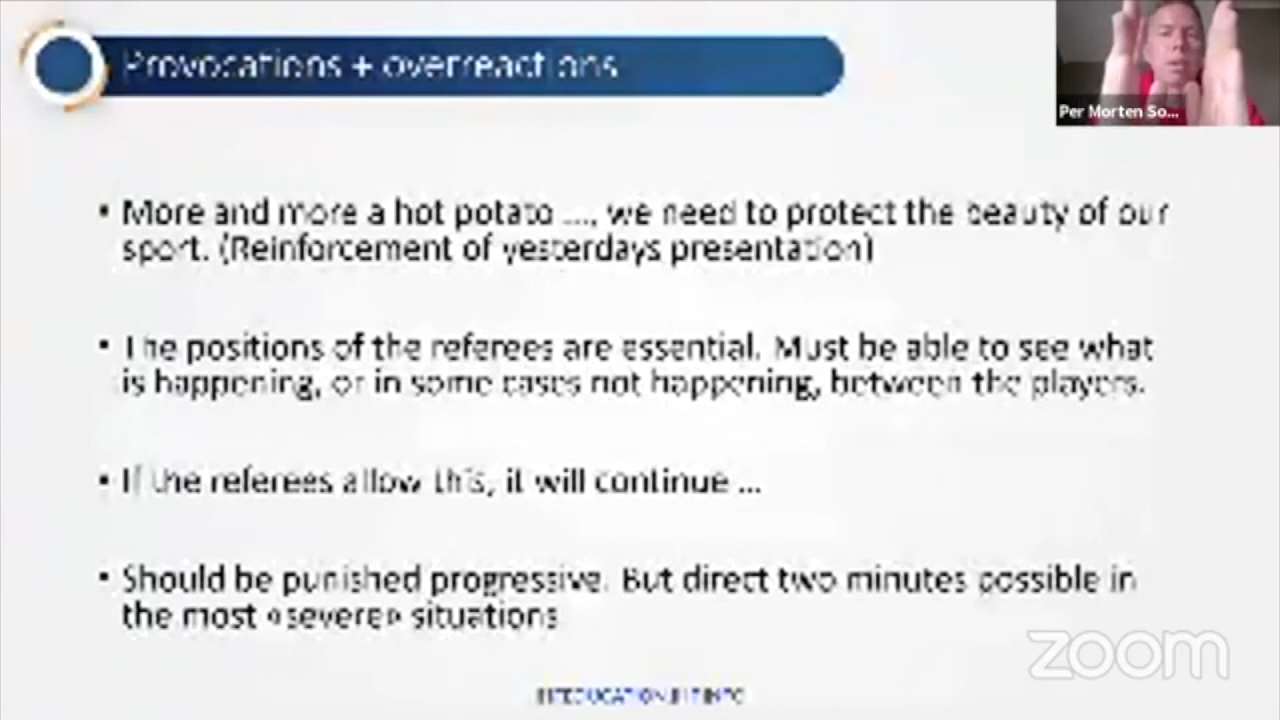 Provocations + overreactions
Per Morten So...
• More and more a hot potato ...., we need to protect the beauty of our
sport. (Reinforcement of yesterdays presentation)
• The positions of the referees are essential. Must be able to see what
is happening, or in some cases not happening, between the players.
• If the referees allow this, it will continue ...
• Should be punished progressive. But direct two minutes possible in
the most «severe» situations
zoom